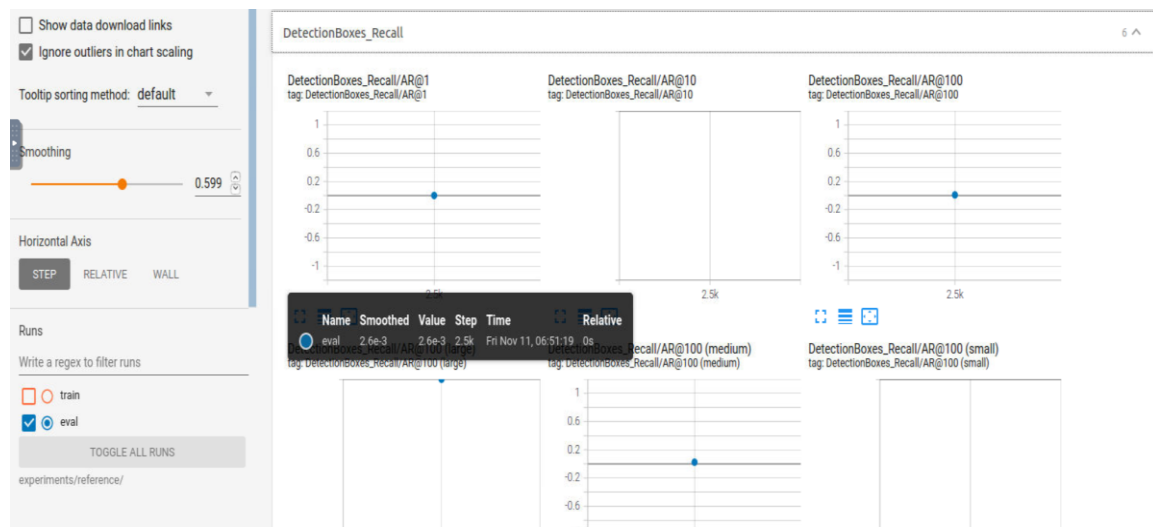 Show data download links
Ignore outliers in chart scaling
Tooltip sorting method: default
Smoothing
0.599
Horizontal Axis
STEP RELATIVE WALL
Runs
Write a regex to filter runs
train
eval
TOGGLE ALL RUNS
experiments/reference/
DetectionBoxes_Recall
6
DetectionBoxes_Recall/AR@1
tag: DetectionBoxes_Recall/AR@1
1
0.6
0.2
-0.2
-0.6
-1
2.5k
DetectionBoxes_Recall/AR@10
tag: DetectionBoxes_Recall/AR@10
2.5k
DetectionBoxes_Recall/AR@100
tag: DetectionBoxes_Recall/AR@100
1
0.6
0.2
-0.2
-0.6
-1
2.5k
Name Smoothed Value Step Time Relative
eval 2.6e-3 2.6e-3 2.5k Fri Nov 11, 06:51:19 0s
DetectionBoxes_Recall/AR@100 (large)
tag: DetectionBoxes_Recall/AR@100 (large)
DetectionBoxes_Recall/AR@100 (medium)
tag: DetectionBoxes_Recall/AR@100 (medium)
1
0.6
0.2
-0.2
-0.6
DetectionBoxes_Recall/AR@100 (small)
tag: DetectionBoxes_Recall/AR@100 (small)